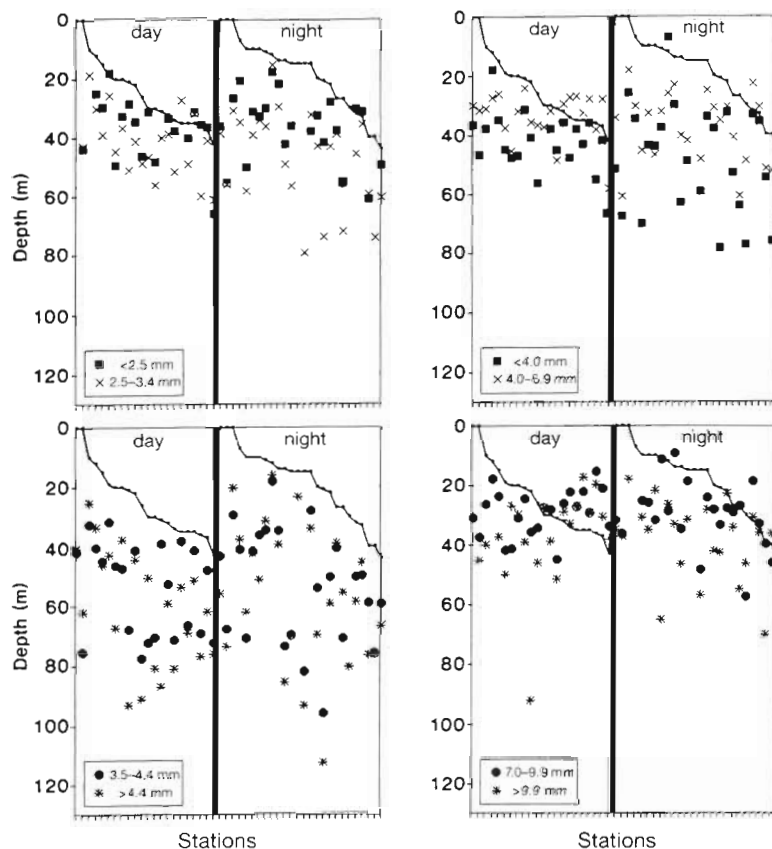 0
20
40
60
80
100
120
Depth (m)
day
night
<2.5 mm
2.5–3.4 mm
0
20
40
60
80
100
120
day
night
<4.0 mm
4.0–6.9 mm
0
20
40
60
80
100
120
Depth (m)
day
night
3.5–4.4 mm
>4.4 mm
Stations
0
20
40
60
80
100
120
day
night
7.0–9.9 mm
>9.9 mm
Stations